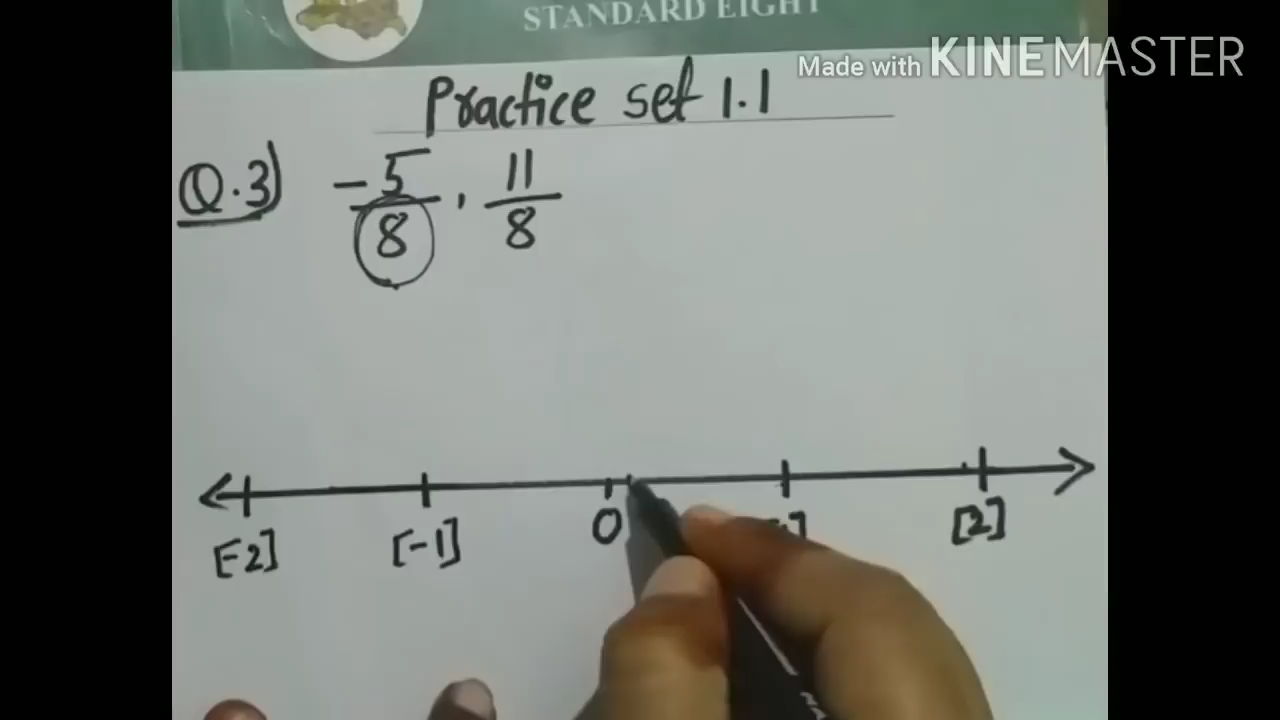 STANDARD EIGHT
Made with KINEMASTER
Practice set 1.1
Q.3) -5/8, 11/8
[-2] [-1] 0 [2]